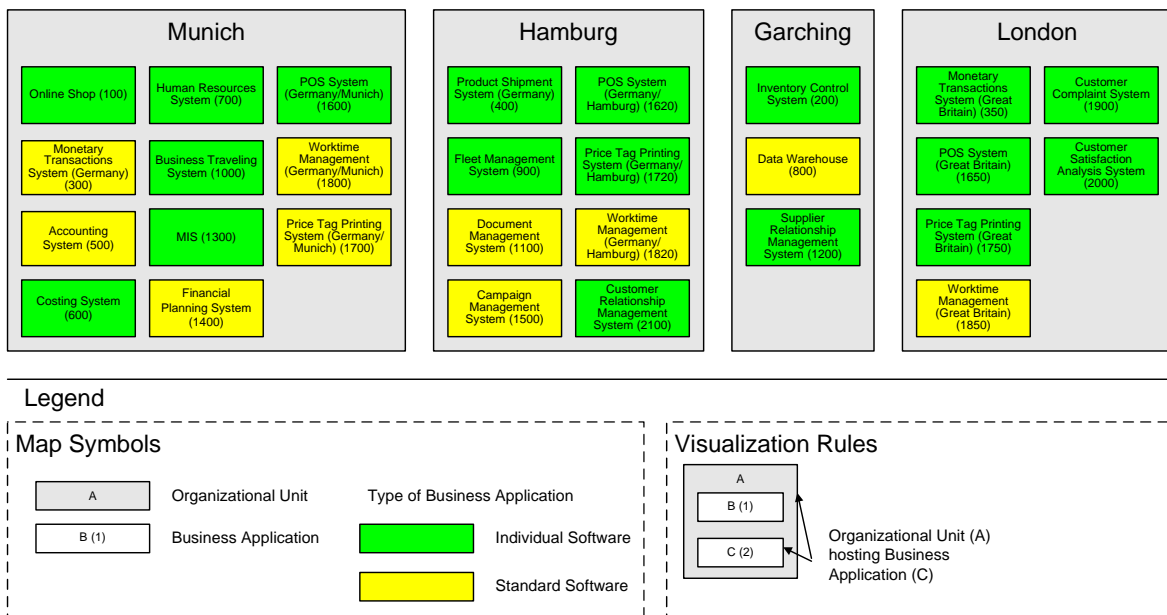 Munich
Online Shop (100)
Human Resources
System (700)
POS System
(Germany/Munich)
(1600)
Monetary
Transactions
System (Germany)
(300)
Business Traveling
System (1000)
Worktime
Management
(Germany/Munich)
(1800)
Accounting
System (500)
MIS (1300)
Price Tag Printing
System (Germany/
Munich) (1700)
Costing System
(600)
Financial
Planning System
(1400)
Hamburg
Product Shipment
System (Germany)
(400)
POS System
(Germany/
Hamburg) (1620)
Fleet Management
System (900)
Price Tag Printing
System (Germany/
Hamburg) (1720)
Document
Management
System (1100)
Worktime
Management
(Germany/
Hamburg) (1820)
Campaign
Management
System (1500)
Customer
Relationship
Management
System (2100)
Garching
Inventory Control
System (200)
Data Warehouse
(800)
Supplier
Relationship
Management
System (1200)
London
Monetary
Transactions
System (Great
Britain) (350)
Customer
Complaint System
(1900)
POS System
(Great Britain)
(1650)
Customer
Satisfaction
Analysis System
(2000)
Price Tag Printing
System (Great
Britain) (1750)
Worktime
Management
(Great Britain)
(1850)
Legend
Map Symbols
A
Organizational Unit
B (1)
Business Application
Type of Business Application
Individual Software
Standard Software
Visualization Rules
A
B (1)
C (2)
Organizational Unit (A)
hosting Business
Application (C)